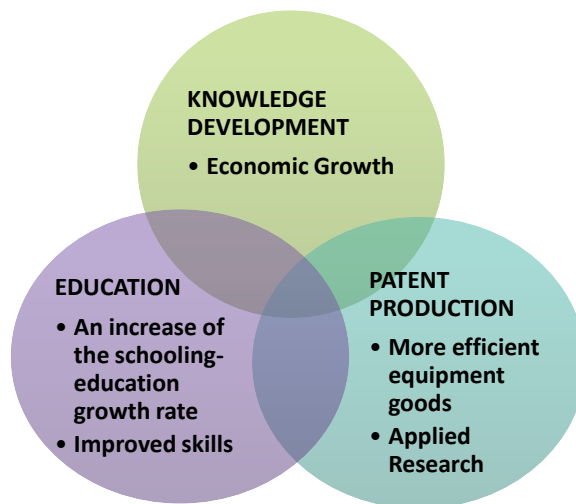 KNOWLEDGE
DEVELOPMENT
• Economic Growth
EDUCATION
• An increase of
the schooling-
education
growth rate
• Improved skills
PATENT
PRODUCTION
• More efficient
equipment
goods
• Applied
Research